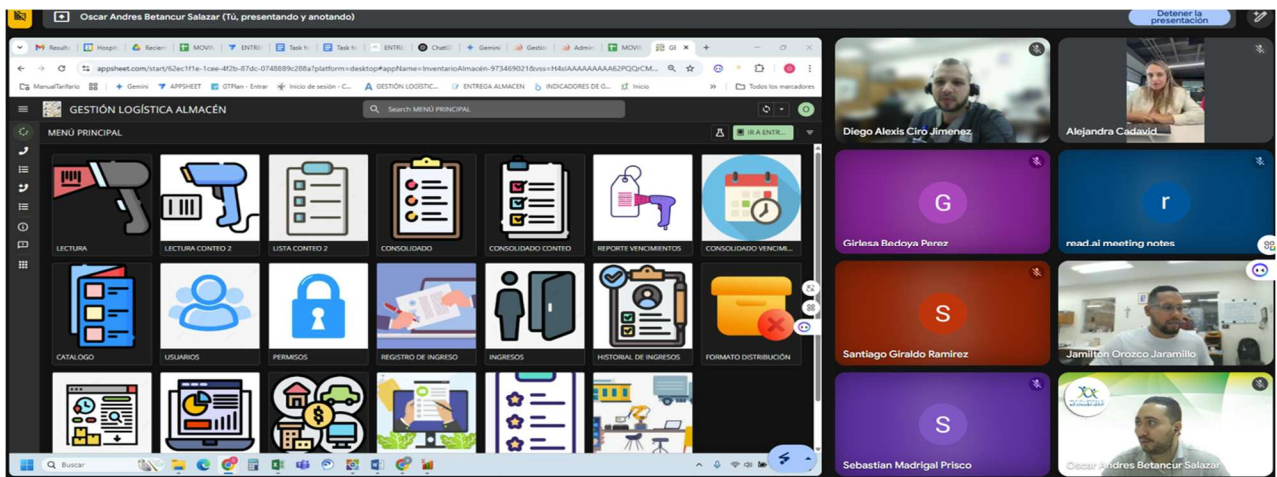 Oscar Andres Betancur Salazar (Tú, presentando y anotando)
Detener la
presentación
Recien
ChatG
Gemini
GI
appsheet.com/start/62ec1f1e-1cee-4f2b-87dc-0748889c288a?platform=desktop#appName=InventarioAlmacén-973469021&vss=H4sIAAAAAAAAA62PQQrCM...
ManualTarifario
Gemini
APPSHEET
GTPlan - Entrar
Inicio de sesión - C...
GESTIÓN LOGÍSTIC...
ENTREGA ALMACEN
INDICADORES DE G...
Inicio
Todos los marcadores
GESTIÓN LOGÍSTICA ALMACÉN
Search MENÚ PRINCIPAL
MENÚ PRINCIPAL
IR A ENTR...
LECTURA
LECTURA CONTEO 2
LISTA CONTEO 2
CONSOLIDADO
CONSOLIDADO CONTEO
REPORTE VENCIMIENTOS
CONSOLIDADO VENCIMI...
CATALOGO
USUARIOS
PERMISOS
REGISTRO DE INGRESO
INGRESOS
HISTORIAL DE INGRESOS
FORMATO DISTRIBUCIÓN
Buscar
Diego Alexis Ciro Jimenez
Alejandra Cadavid
G
Girlesa Bedoya Perez
r
read.ai meeting notes
S
Santiago Giraldo Ramirez
Jamilton Orozco Jaramillo
S
Sebastian Madrigal Prisco
Oscar Andres Betancur Salazar